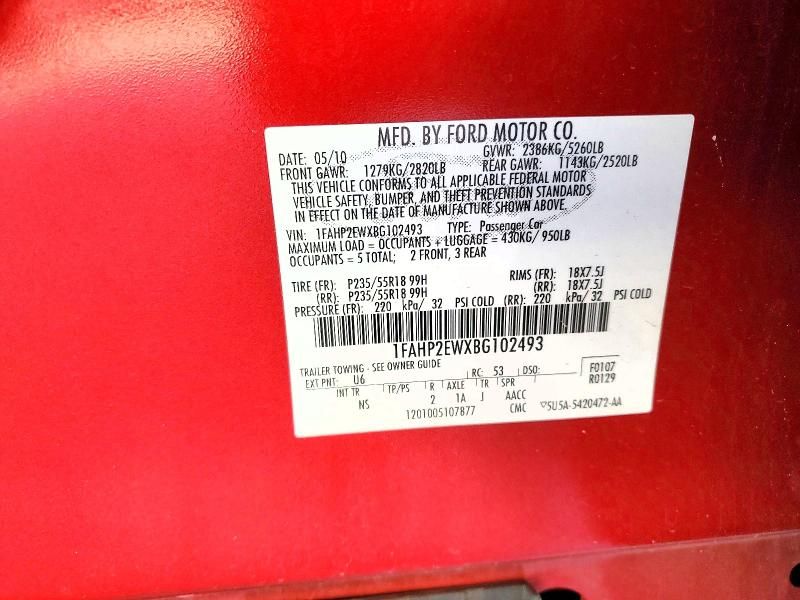 MFD. BY FORD MOTOR CO.
DATE: 05/10 GVWR: 2386KG/5260LB
FRONT GAWR: 1279KG/2820LB REAR GAWR: 1143KG/2520LB
THIS VEHICLE CONFORMS TO ALL APPLICABLE FEDERAL MOTOR
VEHICLE SAFETY, BUMPER, AND THEFT PREVENTION STANDARDS
IN EFFECT ON THE DATE OF MANUFACTURE SHOWN ABOVE.
VIN: 1FAHP2EWXBG102493 TYPE: Passenger Car
MAXIMUM LOAD = OCCUPANTS + LUGGAGE = 430KG/ 950LB
OCCUPANTS = 5 TOTAL; 2 FRONT, 3 REAR
TIRE (FR): P235/55R18 99H RIMS (FR): 18X7.5J
(RR): P235/55R18 99H (RR): 18X7.5J
PRESSURE (FR): 220 kPa/ 32 PSI COLD (RR): 220 kPa/ 32 PSI COLD
1FAHP2EWXBG102493
TRAILER TOWING - SEE OWNER GUIDE
EXT PNT: U6 RC: 53 DSO: F0107
R0129
INT TR TP/PS R AXLE TR SPR
NS 2 1A J AACC
1201005107877 CMC ▽5U5A-5420472-AA